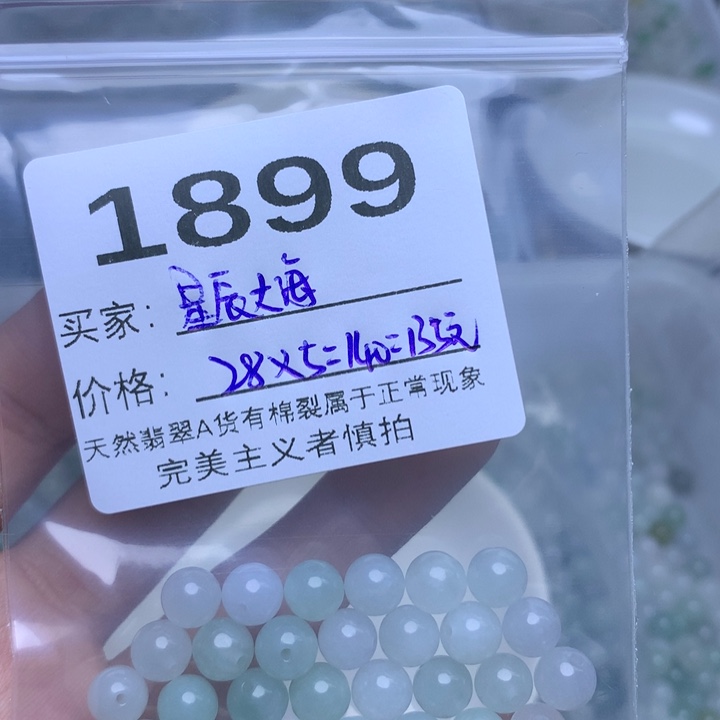 1899
买家：星辰大海
价格：28×5=140=135元
天然翡翠A货有棉裂属于正常现象
完美主义者慎拍